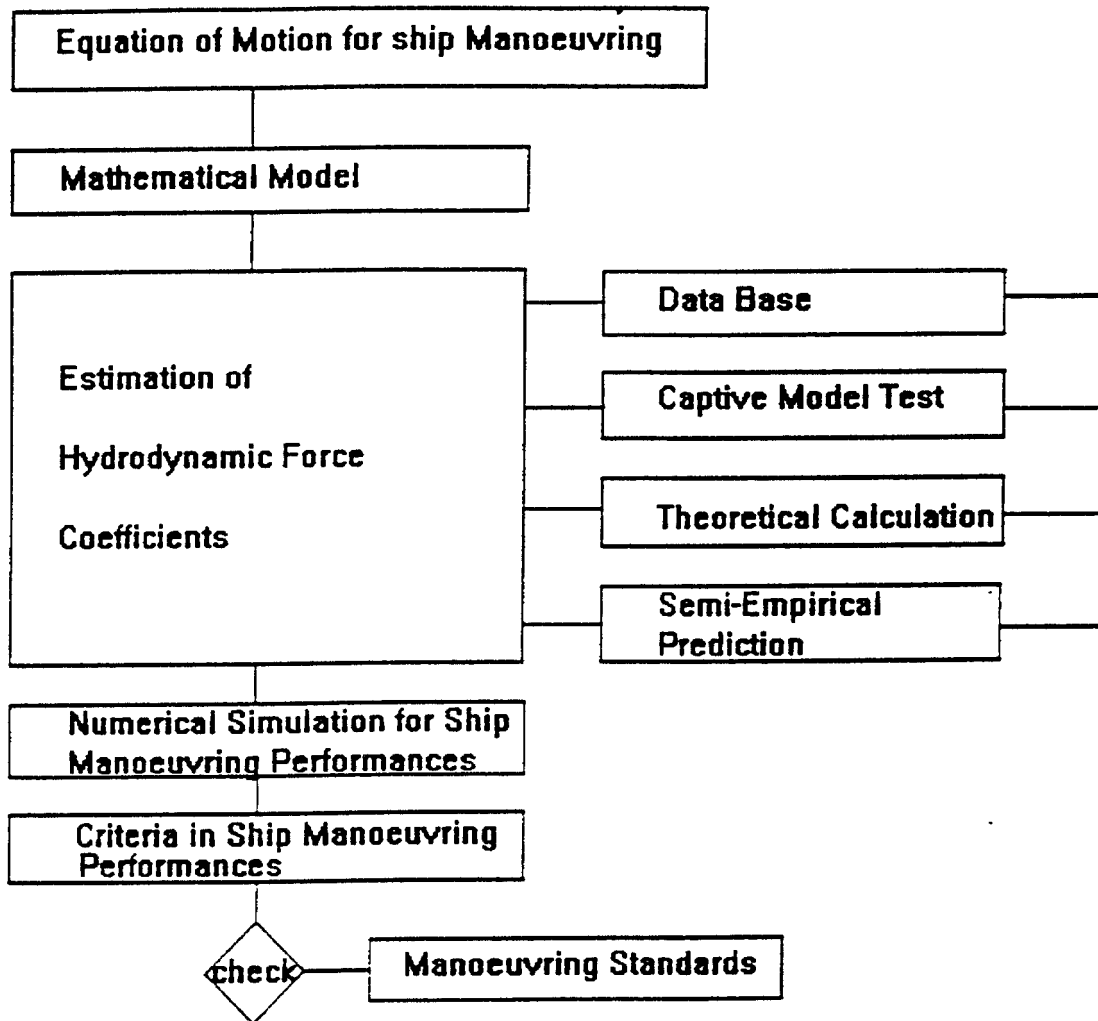 Equation of Motion for ship Manoeuvring
Mathematical Model
Estimation of
Hydrodynamic Force
Coefficients
Data Base
Captive Model Test
Theoretical Calculation
Semi-Empirical
Prediction
Numerical Simulation for Ship
Manoeuvring Performances
Criteria in Ship Manoeuvring
Performances
check
Manoeuvring Standards